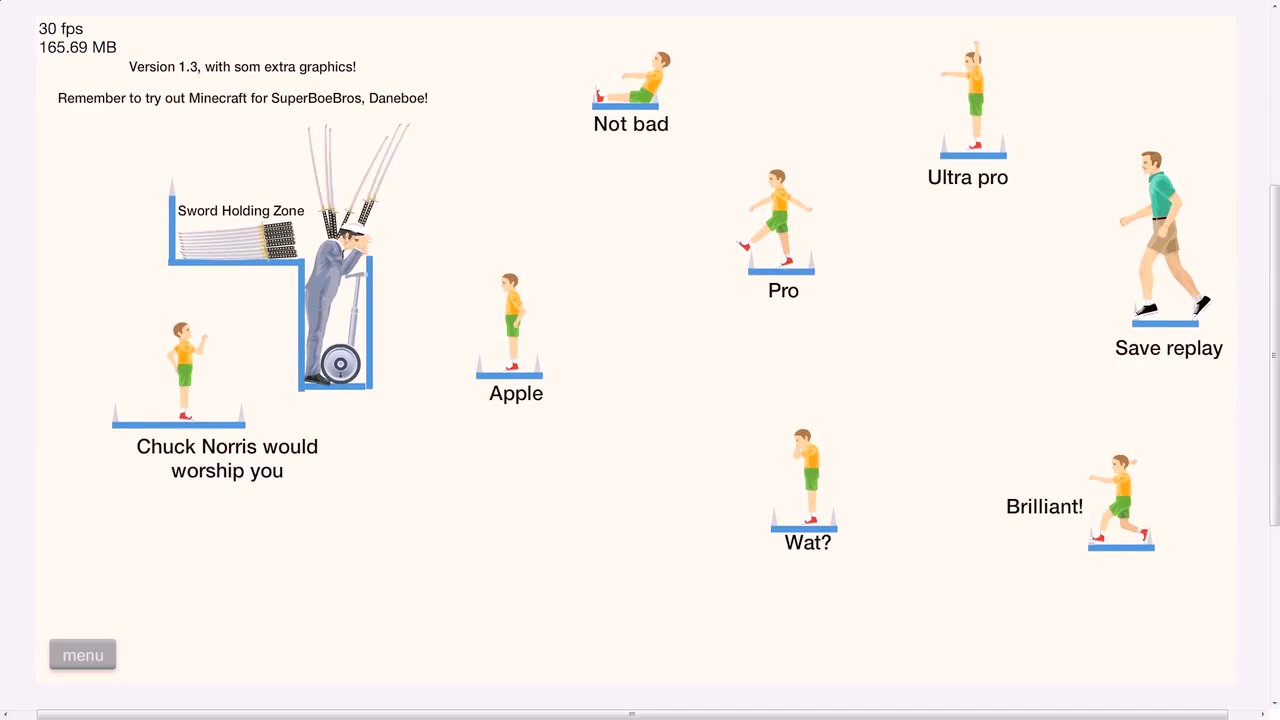 30 fps
165.69 MB
Version 1.3, with som extra graphics!
Remember to try out Minecraft for SuperBoeBros, Daneboe!
Not bad
Ultra pro
Sword Holding Zone
Pro
Save replay
Apple
Chuck Norris would
worship you
Brilliant!
Wat?
menu